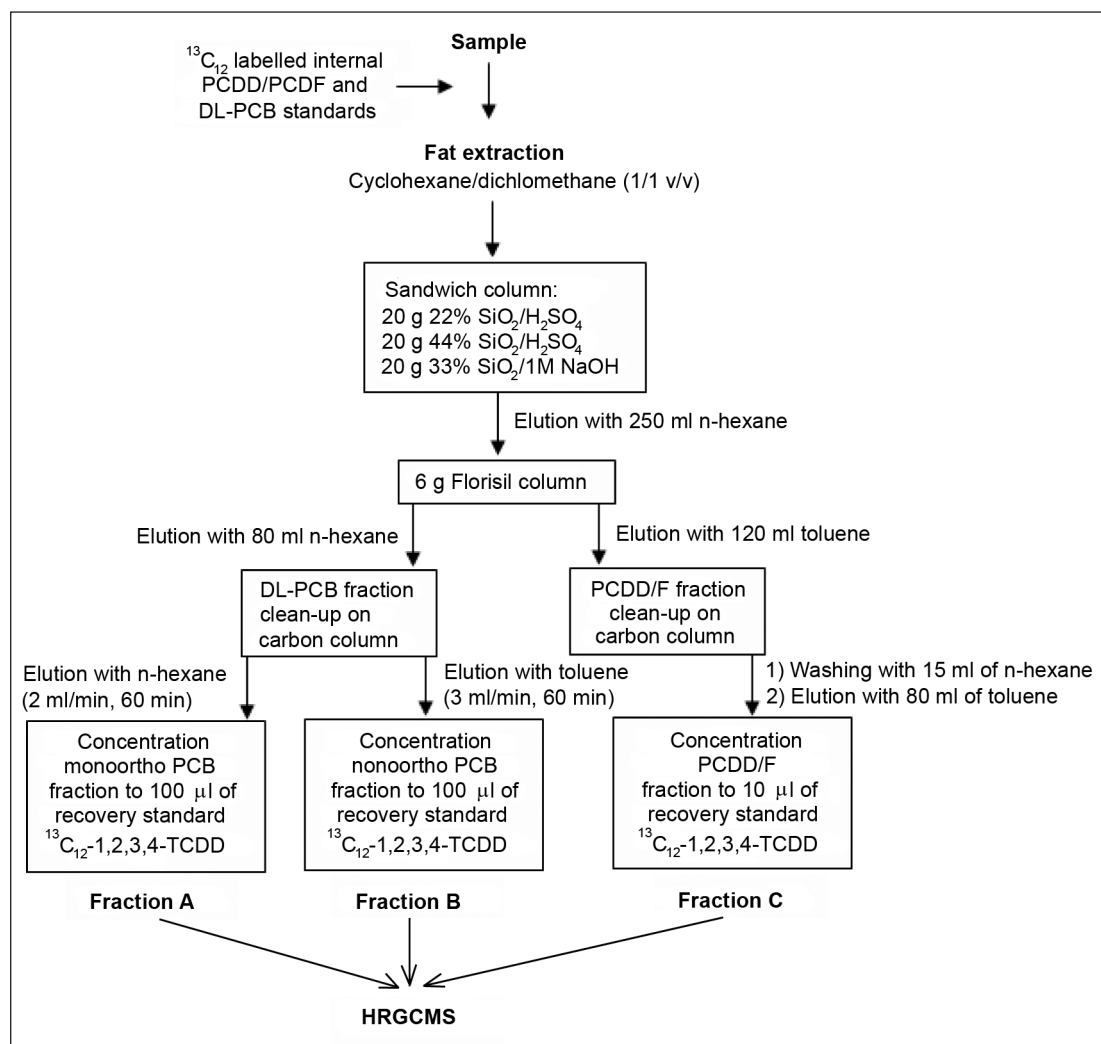 Sample
¹³C₁₂ labelled internal
PCDD/PCDF and
DL-PCB standards
Fat extraction
Cyclohexane/dichlomethane (1/1 v/v)
Sandwich column:
20 g 22% SiO₂/H₂SO₄
20 g 44% SiO₂/H₂SO₄
20 g 33% SiO₂/1M NaOH
Elution with 250 ml n-hexane
6 g Florisil column
Elution with 80 ml n-hexane
Elution with 120 ml toluene
DL-PCB fraction
clean-up on
carbon column
PCDD/F fraction
clean-up on
carbon column
Elution with n-hexane
(2 ml/min, 60 min)
Elution with toluene
(3 ml/min, 60 min)
1) Washing with 15 ml of n-hexane
2) Elution with 80 ml of toluene
Concentration
monoortho PCB
fraction to 100 µl of
recovery standard
¹³C₁₂-1,2,3,4-TCDD
Concentration
nonoortho PCB
fraction to 100 µl of
recovery standard
¹³C₁₂-1,2,3,4-TCDD
Concentration
PCDD/F
fraction to 10 µl of
recovery standard
¹³C₁₂-1,2,3,4-TCDD
Fraction A
Fraction B
Fraction C
HRGCMS